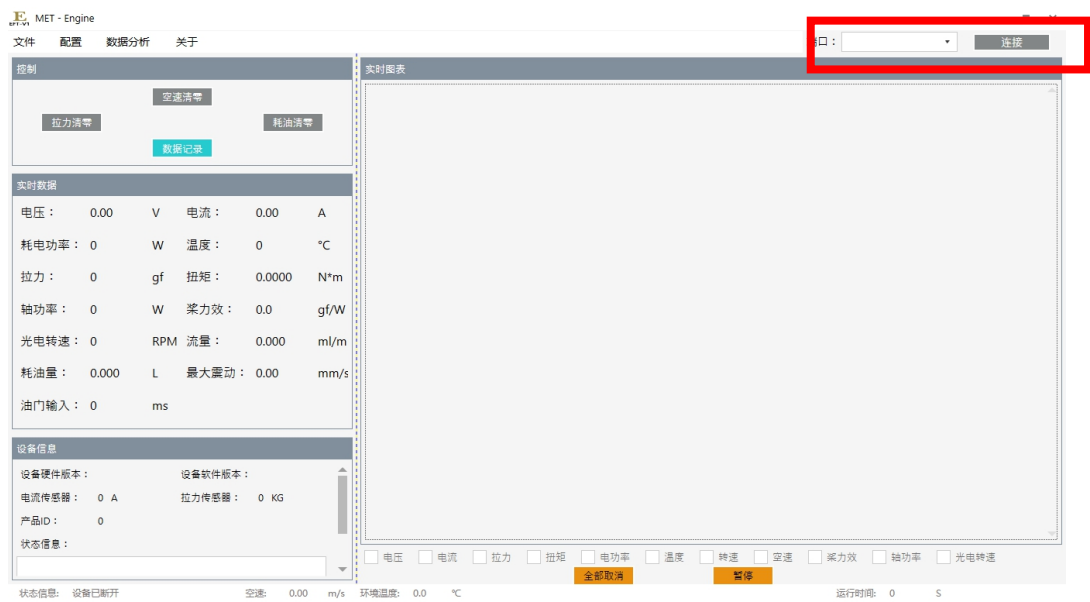 MET - Engine
文件 配置 数据分析 关于
口： 连接
控制
空速清零
拉力清零 耗油清零
数据记录
实时数据
电压： 0.00 V 电流： 0.00 A
耗电功率： 0 W 温度： 0 °C
拉力： 0 gf 扭矩： 0.0000 N*m
轴功率： 0 W 桨力效： 0.0 gf/W
光电转速： 0 RPM 流量： 0.000 ml/m
耗油量： 0.000 L 最大震动： 0.00 mm/s
油门输入： 0 ms
设备信息
设备硬件版本： 设备软件版本：
电流传感器： 0 A 拉力传感器： 0 KG
产品ID： 0
状态信息：
实时图表
电压 电流 拉力 扭矩 电功率 温度 转速 空速 桨力效 轴功率 光电转速
全部取消 暂停
状态信息: 设备已断开 空速: 0.00 m/s 环境温度: 0.0 ℃ 运行时间: 0 S